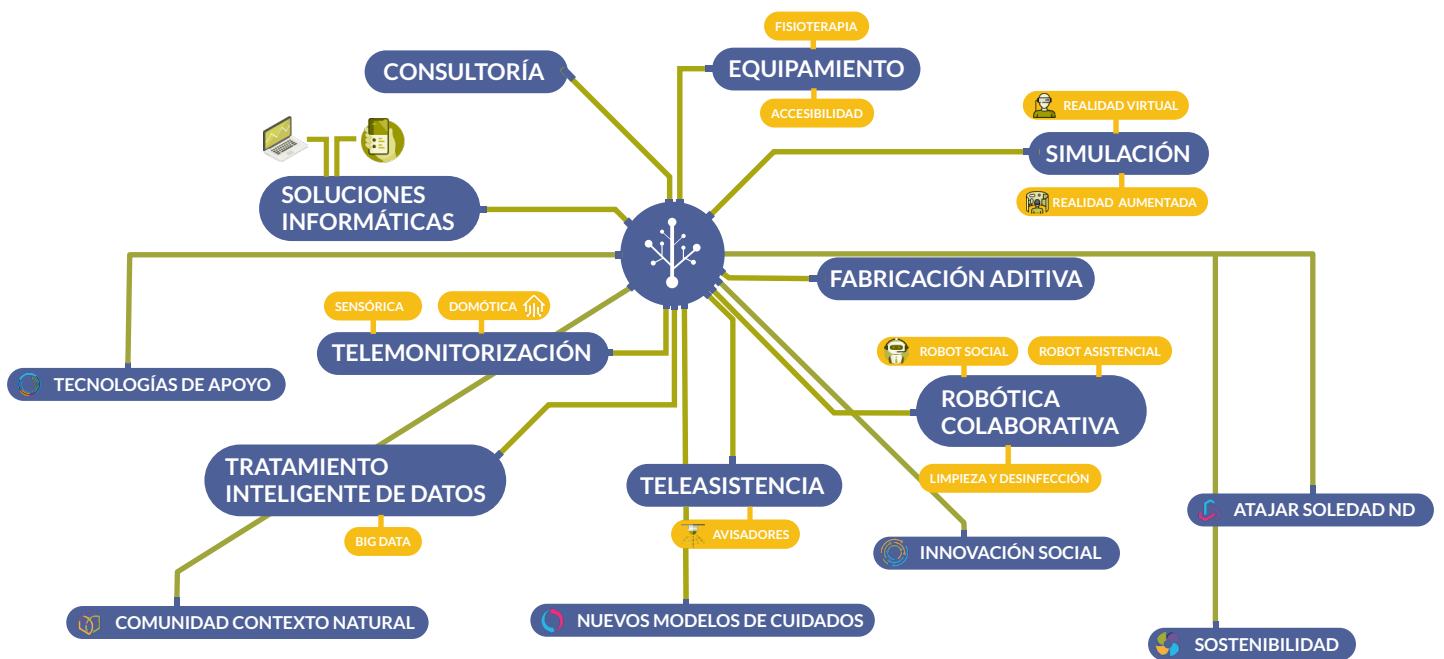 FISIOTERAPIA
CONSULTORÍA
EQUIPAMIENTO
ACCESIBILIDAD
REALIDAD VIRTUAL
SIMULACIÓN
REALIDAD AUMENTADA
SOLUCIONES
INFORMÁTICAS
FABRICACIÓN ADITIVA
SENSÓRICA
DOMÓTICA
TELEMONITORIZACIÓN
ROBOT SOCIAL
ROBOT ASISTENCIAL
TECNOLOGÍAS DE APOYO
ROBÓTICA
COLABORATIVA
LIMPIEZA Y DESINFECCIÓN
TRATAMIENTO
INTELIGENTE DE DATOS
BIG DATA
TELEASISTENCIA
AVISADORES
ATAJAR SOLEDAD ND
INNOVACIÓN SOCIAL
COMUNIDAD CONTEXTO NATURAL
NUEVOS MODELOS DE CUIDADOS
SOSTENIBILIDAD